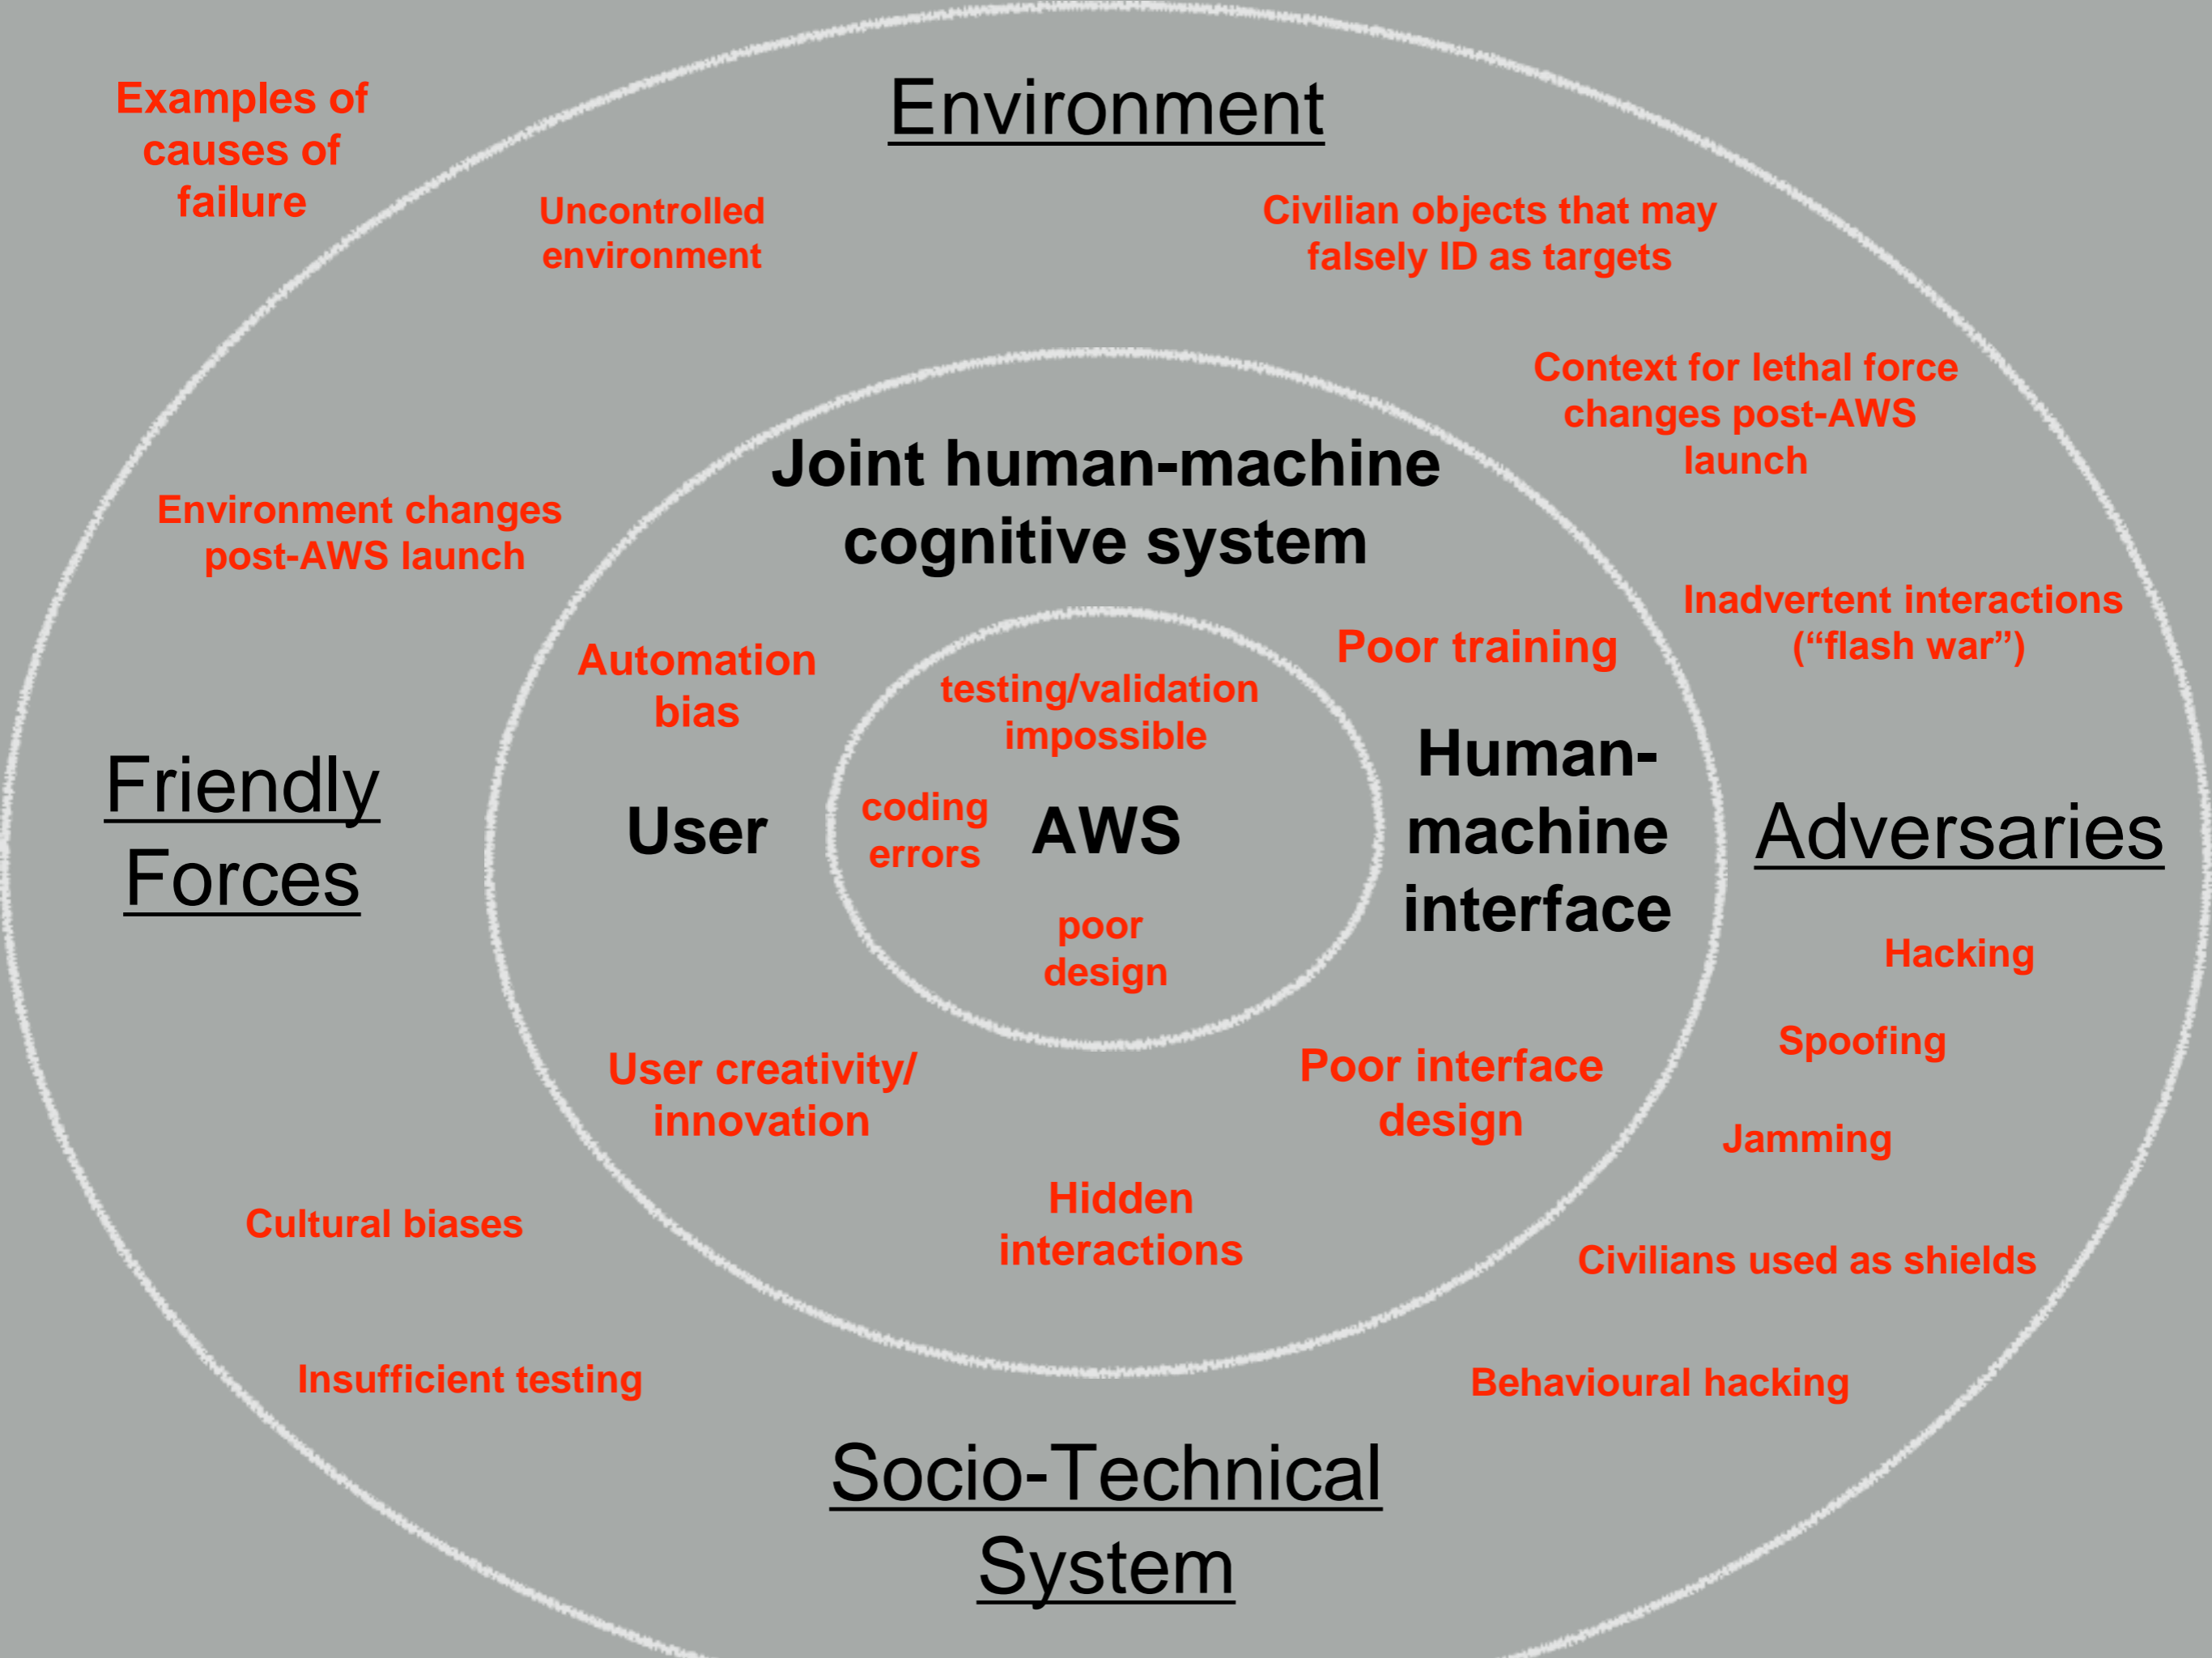 Examples of
causes of
failure
Environment
Uncontrolled
environment
Civilian objects that may
falsely ID as targets
Context for lethal force
changes post-AWS
launch
Environment changes
post-AWS launch
Joint human-machine
cognitive system
Inadvertent interactions
(“flash war”)
Automation
bias
testing/validation
impossible
Poor training
Friendly
Forces
User
coding
errors
AWS
poor
design
Human-
machine
interface
Adversaries
Hacking
Spoofing
Jamming
User creativity/
innovation
Poor interface
design
Hidden
interactions
Cultural biases
Civilians used as shields
Insufficient testing
Behavioural hacking
Socio-Technical
System